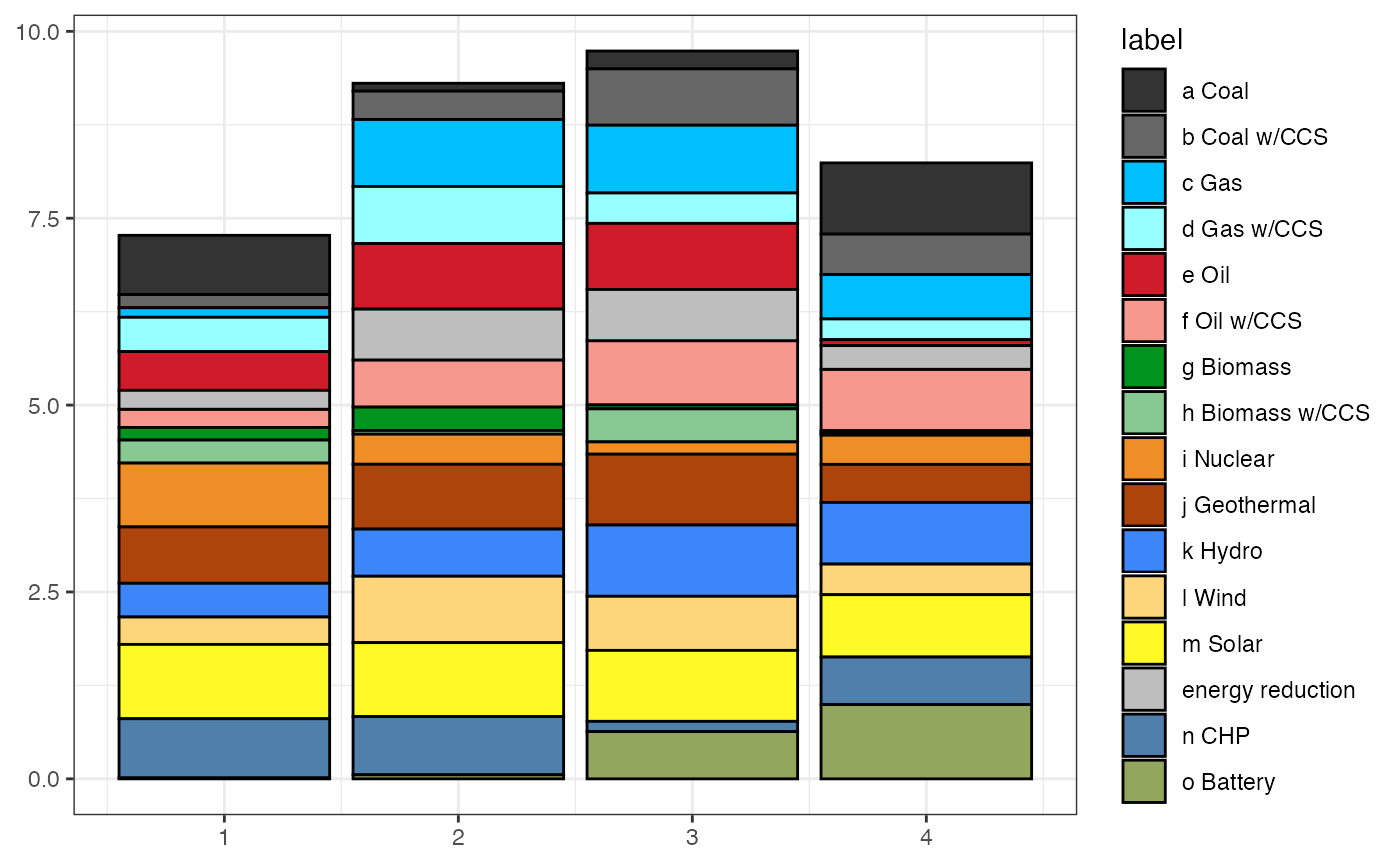 10.0
7.5
5.0
2.5
0.0
1
2
3
4
label
a Coal
b Coal w/CCS
c Gas
d Gas w/CCS
e Oil
f Oil w/CCS
g Biomass
h Biomass w/CCS
i Nuclear
j Geothermal
k Hydro
l Wind
m Solar
energy reduction
n CHP
o Battery